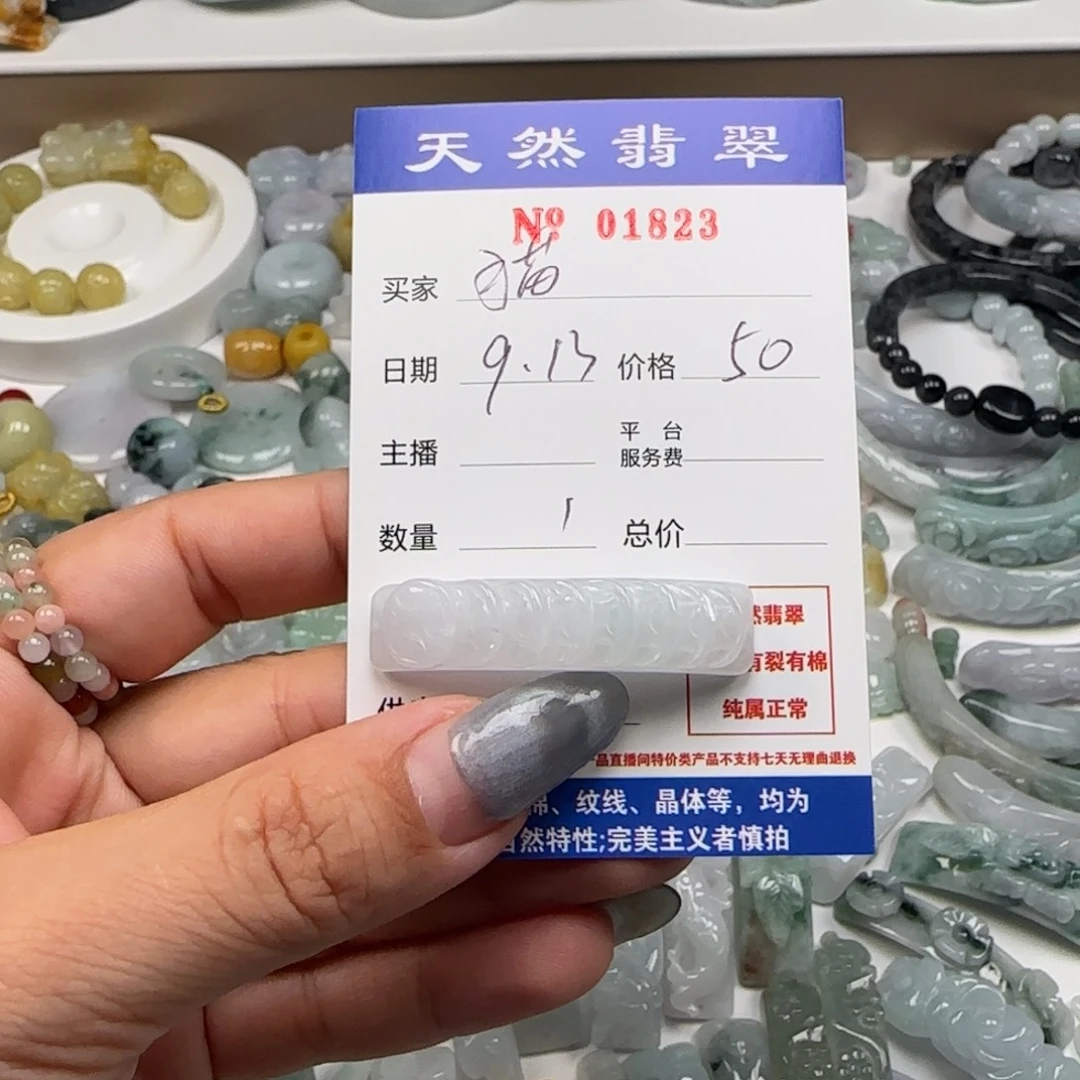 天然翡翠
Nº 01823
买家 猫
日期 9.13 价格 50
主播 平台服务费
数量 1 总价
然翡翠
有裂有棉
纯属正常
品直播间特价类产品不支持七天无理由退换
棉、纹线、晶体等，均为
自然特性;完美主义者慎拍